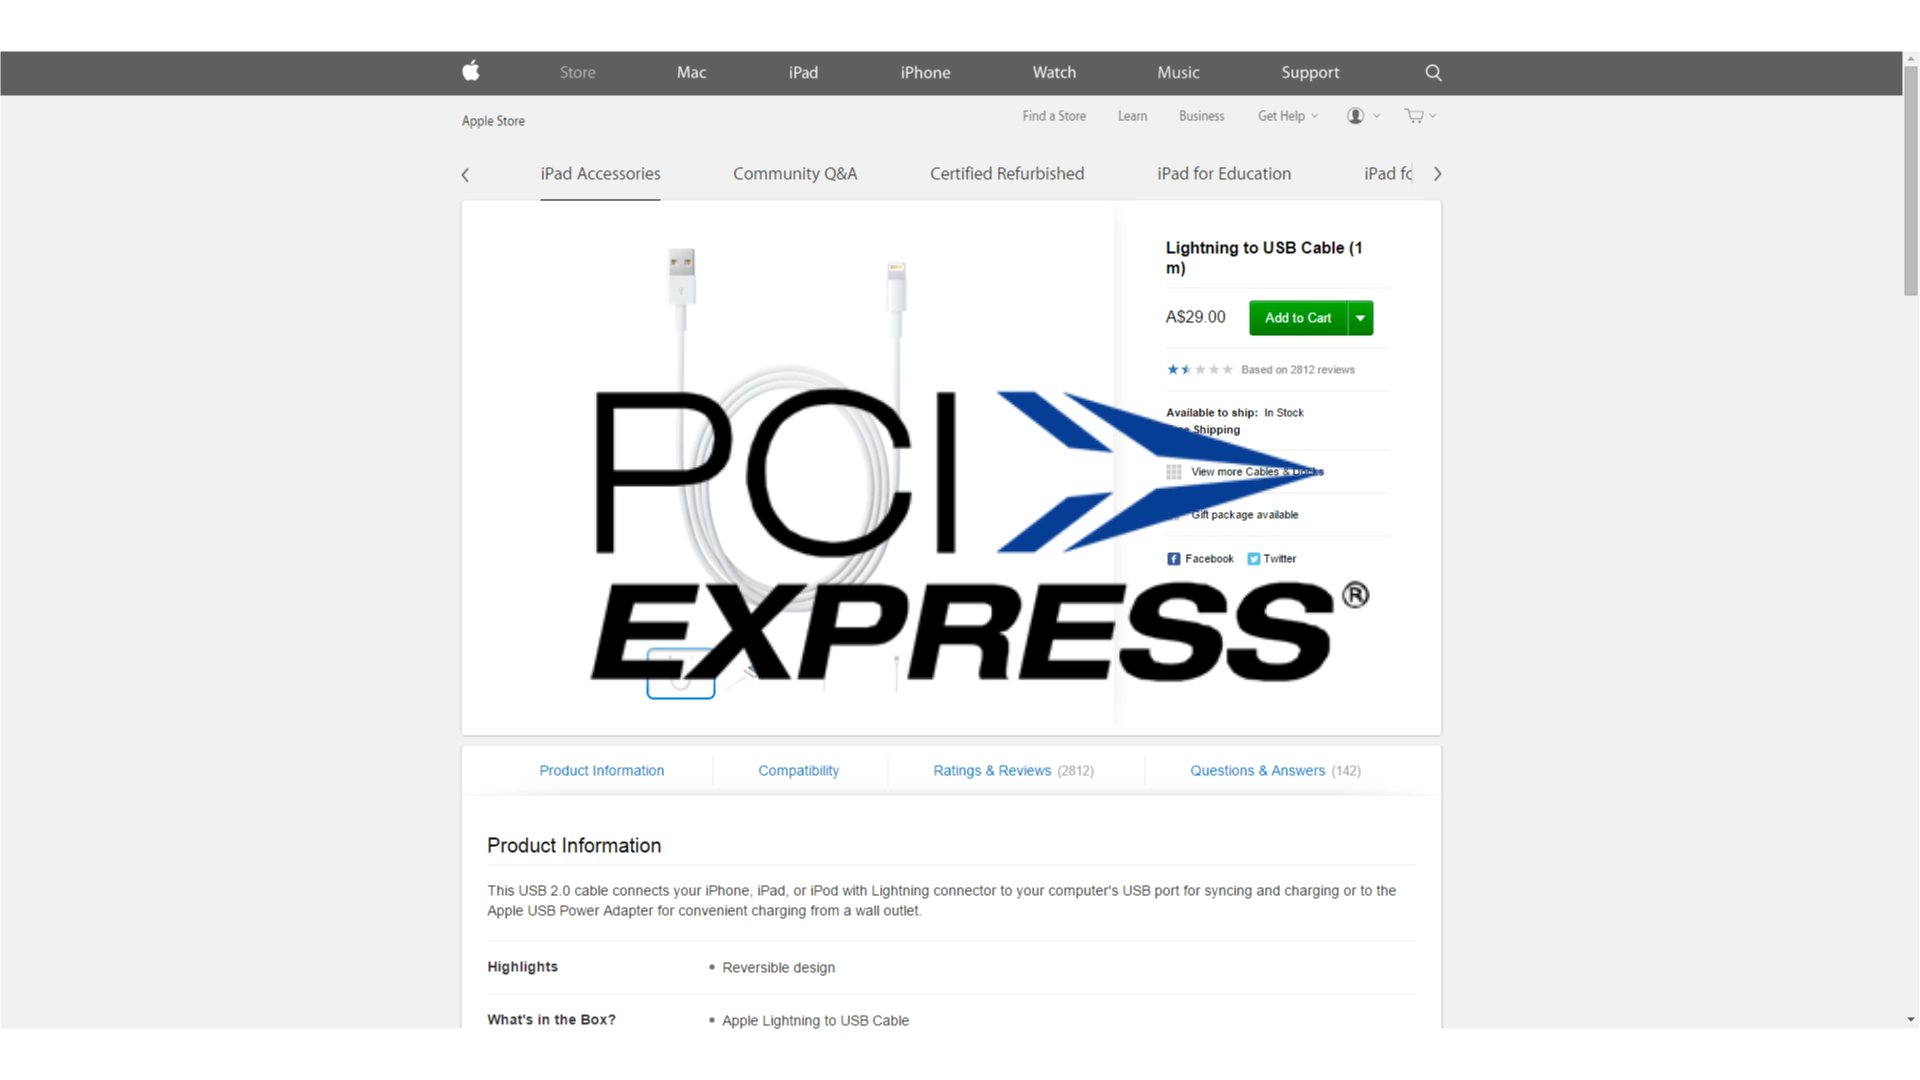 Store Mac iPad iPhone Watch Music Support
Apple Store
Find a Store Learn Business Get Help
iPad Accessories Community Q&A Certified Refurbished iPad for Education iPad fo
Lightning to USB Cable (1
m)
A$29.00 Add to Cart
Based on 2812 reviews
Available to ship: In Stock
Shipping
View more Cables & Docks
Gift package available
Facebook Twitter
PCI
EXPRESS®
Product Information Compatibility Ratings & Reviews (2812) Questions & Answers (142)
Product Information
This USB 2.0 cable connects your iPhone, iPad, or iPod with Lightning connector to your computer's USB port for syncing and charging or to the
Apple USB Power Adapter for convenient charging from a wall outlet.
Highlights • Reversible design
What's in the Box? • Apple Lightning to USB Cable